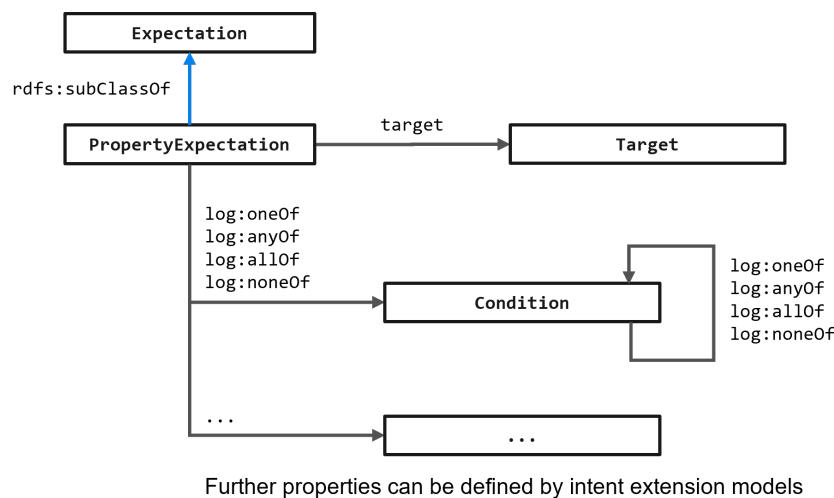 Expectation
rdfs:subClassOf
PropertyExpectation
target
Target
log:oneOf
log:anyOf
log:allOf
log:noneOf
Condition
log:oneOf
log:anyOf
log:allOf
log:noneOf
...
...
Further properties can be defined by intent extension models